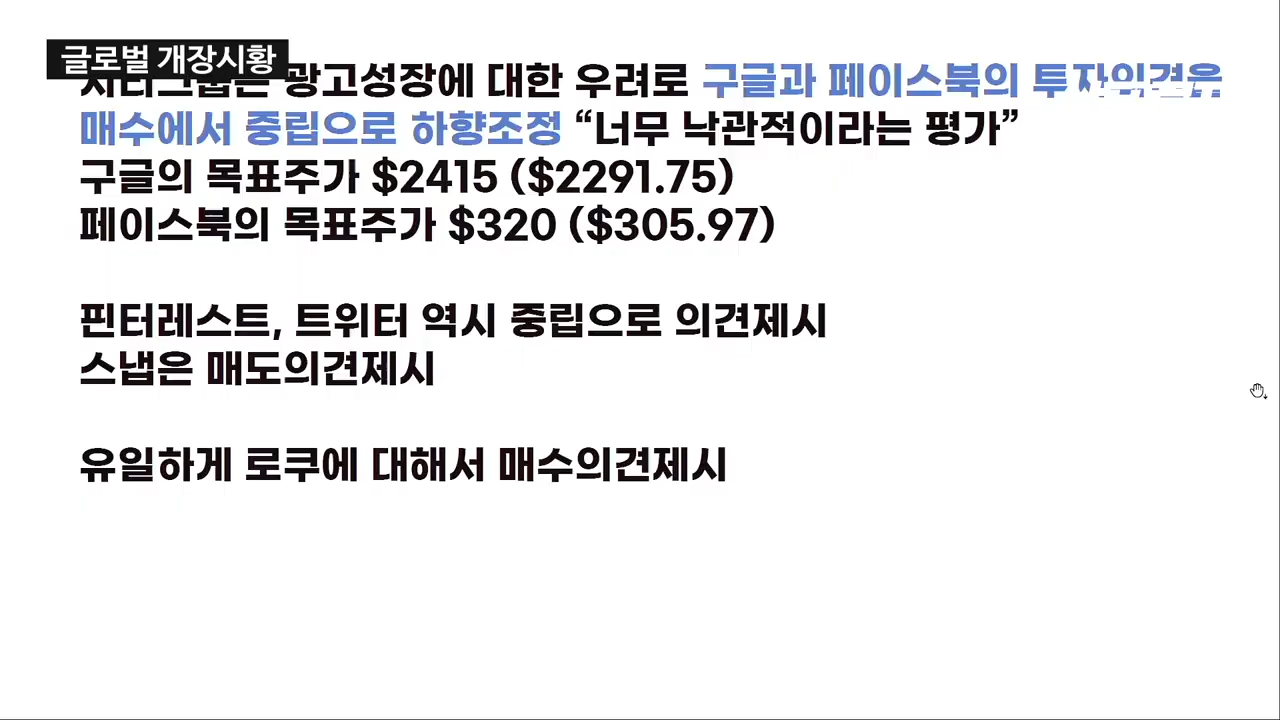 글로벌 개장시황
씨티그룹은 광고성장에 대한 우려로 구글과 페이스북의 투자의견을
매수에서 중립으로 하향조정 “너무 낙관적이라는 평가”
구글의 목표주가 $2415 ($2291.75)
페이스북의 목표주가 $320 ($305.97)
핀터레스트, 트위터 역시 중립으로 의견제시
스냅은 매도의견제시
유일하게 로쿠에 대해서 매수의견제시